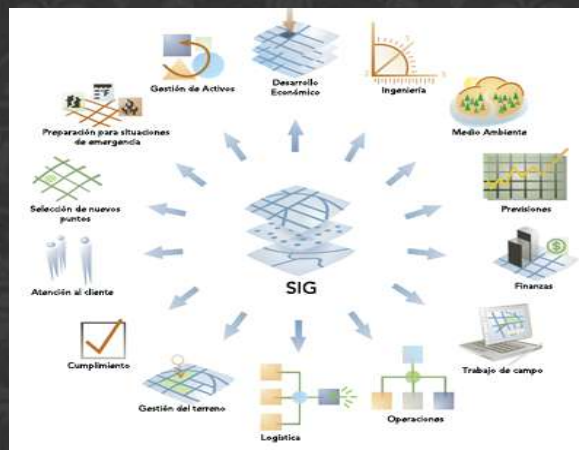 Gestión de Activos
Desarrollo
Económico
Ingeniería
Preparación para situaciones
de emergencia
Medio Ambiente
Selección de nuevos
puntos
Previsiones
SIG
Atención al cliente
Finanzas
Cumplimiento
Trabajo de campo
Gestión del terreno
Operaciones
Logística